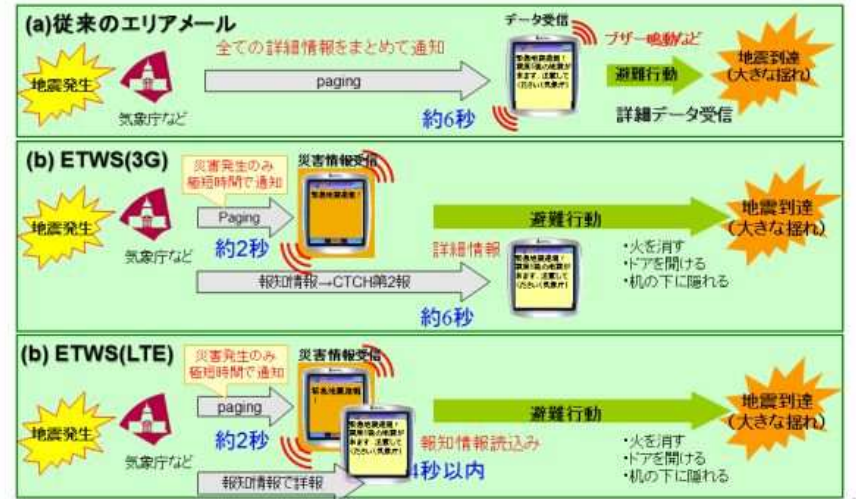 (a)従来のエリアメール
データ受信
全ての詳細情報をまとめて通知
ブザー鳴動など
地震発生
paging
緊急地震速報!
避難行動
地震到達
(大きな揺れ)
気象庁など
約6秒
詳細データ受信
(b) ETWS(3G)
災害発生のみ
極短時間で通知
災害情報受信
緊急地震速報!
地震発生
Paging
避難行動
地震到達
(大きな揺れ)
気象庁など
約2秒
詳細情報
・火を消す
・ドアを開ける
・机の下に隠れる
報知情報→CTCH第2報
約6秒
(b) ETWS(LTE)
災害発生のみ
極短時間で通知
災害情報受信
地震発生
paging
避難行動
地震到達
(大きな揺れ)
気象庁など
約2秒
報知情報読込み
4秒以内
・火を消す
・ドアを開ける
・机の下に隠れる
報知情報で詳報